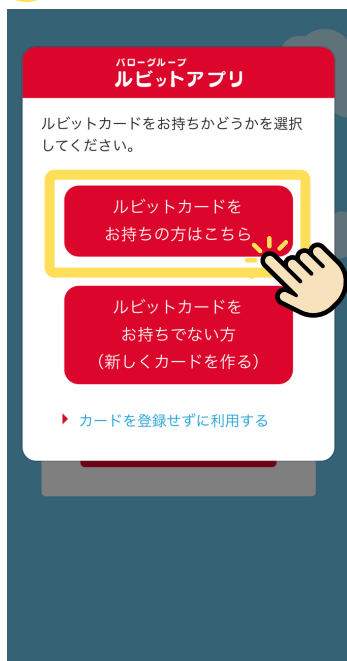 バローグループ
ルビットアプリ
ルビットカードをお持ちかどうかを選択
してください。
ルビットカードを
お持ちの方はこちら
ルビットカードを
お持ちでない方
（新しくカードを作る）
カードを登録せずに利用する